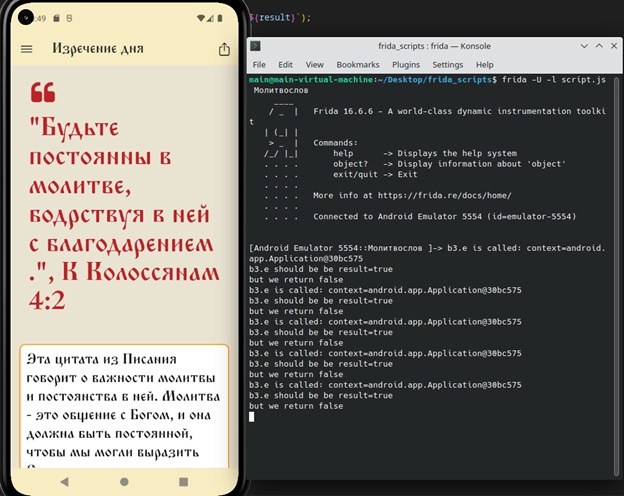 :49
Изречение дня
"Будьте
постоянны в
молитве,
бодрствуя в ней
с благодарением
.", К Колоссянам
4:2
Эта цитата из Писания
говорит о важности молитвы
и постоянства в ней. Молитва
- это общение с Богом, и она
должна быть постоянной,
чтобы мы могли выразить
${result}`);
frida_scripts : frida — Konsole
File Edit View Bookmarks Plugins Settings Help
main@main-virtual-machine:~/Desktop/frida_scripts$ frida -U -l script.js
Молитвослов
____
/ _ | Frida 16.6.6 - A world-class dynamic instrumentation toolki
t
| (_| |
> _ | Commands:
/_/ |_| help -> Displays the help system
. . . . object? -> Display information about 'object'
. . . . exit/quit -> Exit
. . . .
. . . . More info at https://frida.re/docs/home/
. . . .
. . . . Connected to Android Emulator 5554 (id=emulator-5554)
[Android Emulator 5554::Молитвослов ]-> b3.e is called: context=android.
app.Application@30bc575
b3.e should be be result=true
but we return false
b3.e is called: context=android.app.Application@30bc575
b3.e should be be result=true
but we return false
b3.e is called: context=android.app.Application@30bc575
b3.e should be be result=true
but we return false
b3.e is called: context=android.app.Application@30bc575
b3.e should be be result=true
but we return false
b3.e is called: context=android.app.Application@30bc575
b3.e should be be result=true
but we return false